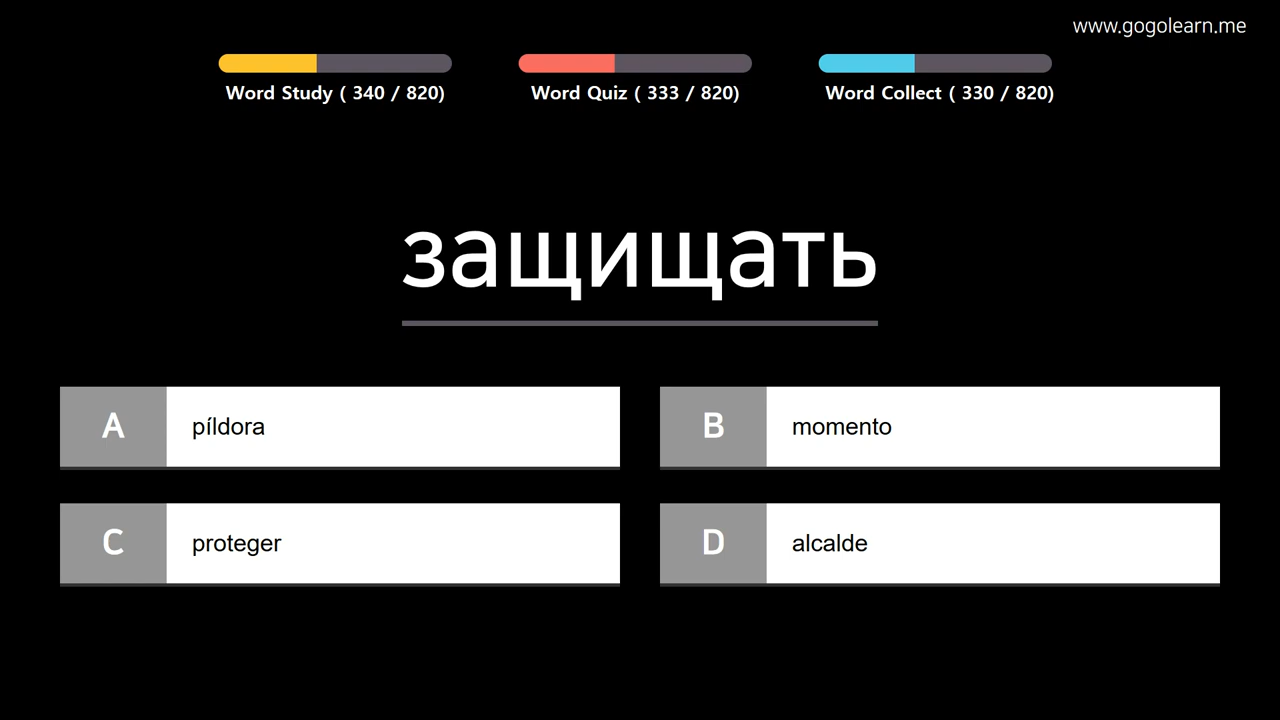 www.gogolearn.me
Word Study ( 340 / 820)
Word Quiz ( 333 / 820)
Word Collect ( 330 / 820)
защищать
A píldora
B momento
C proteger
D alcalde